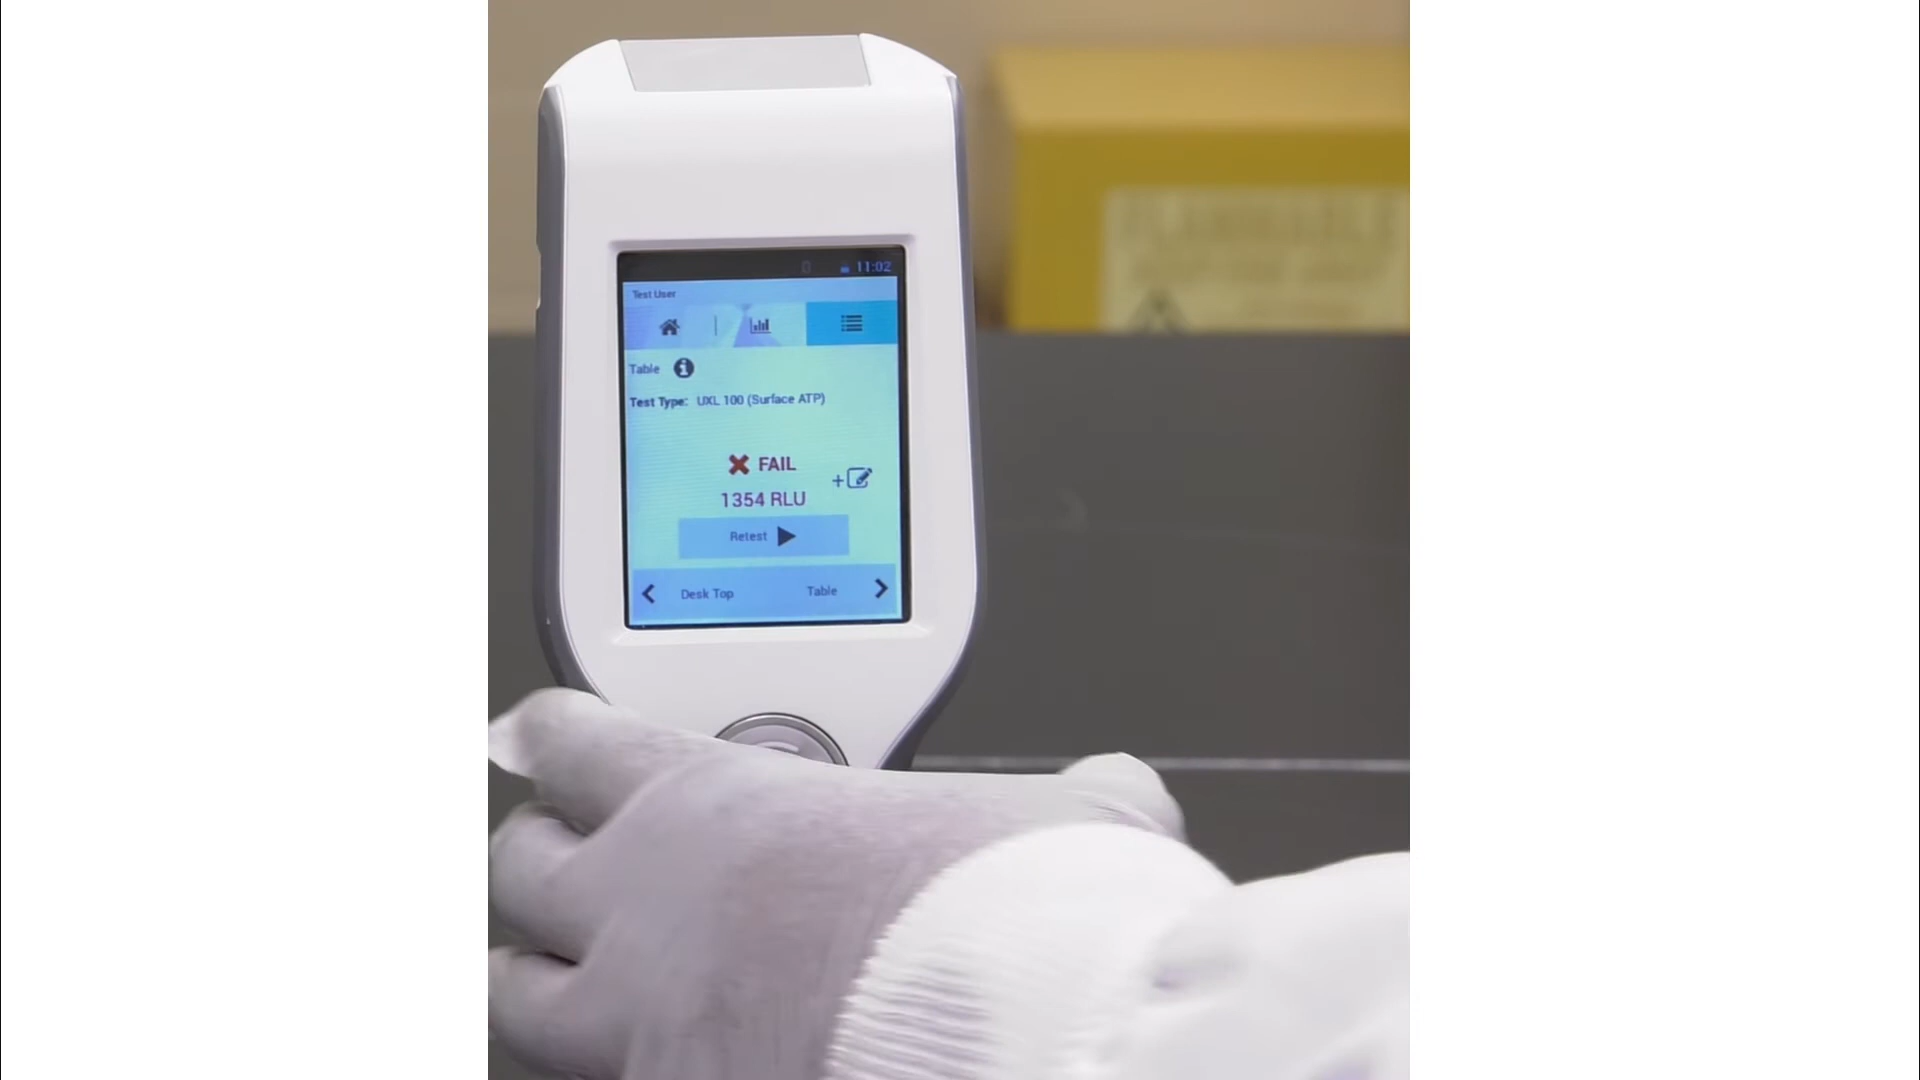 11:02
Test User
Table
Test Type: UXL 100 (Surface ATP)
FAIL
1354 RLU
Retest
Desk Top Table